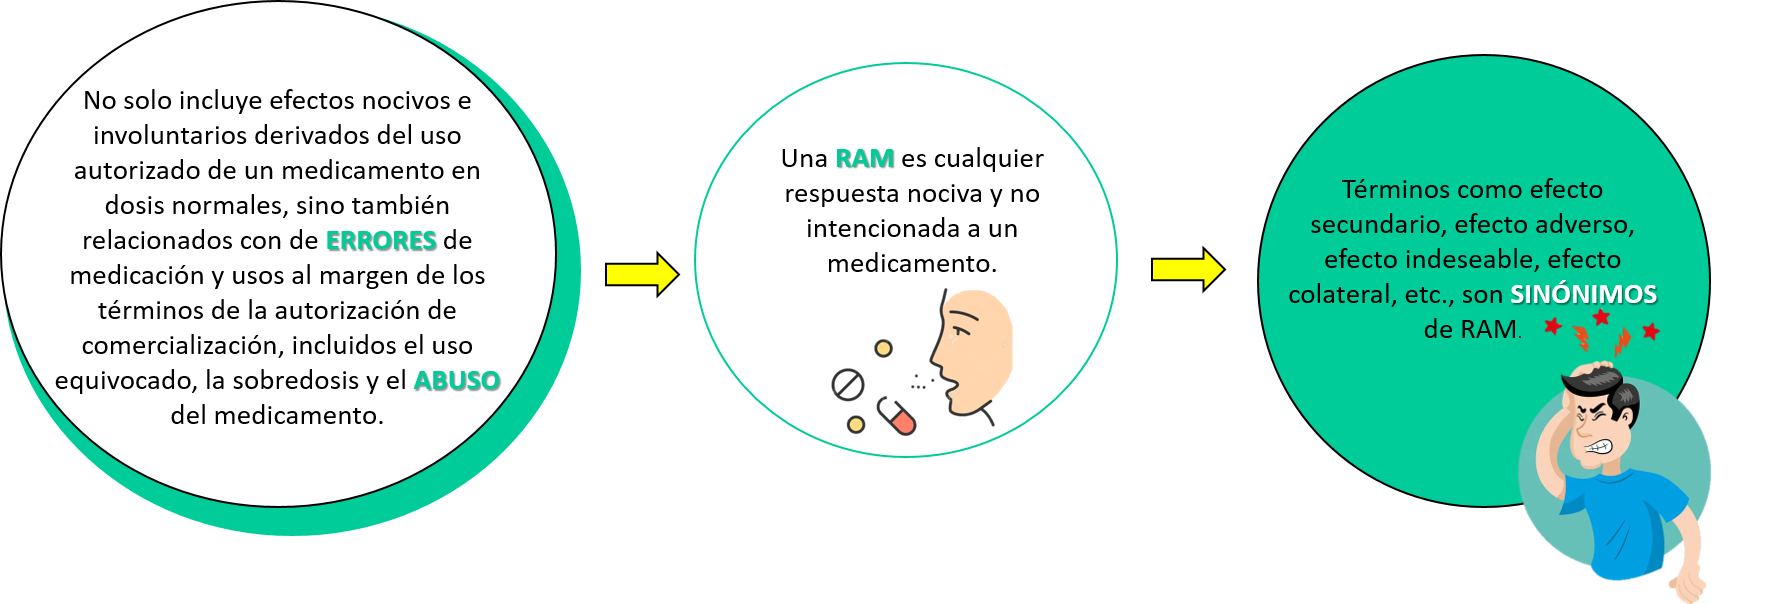 No solo incluye efectos nocivos e
involuntarios derivados del uso
autorizado de un medicamento en
dosis normales, sino también
relacionados con de ERRORES de
medicación y usos al margen de los
términos de la autorización de
comercialización, incluidos el uso
equivocado, la sobredosis y el ABUSO
del medicamento.
Una RAM es cualquier
respuesta nociva y no
intencionada a un
medicamento.
Términos como efecto
secundario, efecto adverso,
efecto indeseable, efecto
colateral, etc., son SINÓNIMOS
de RAM.